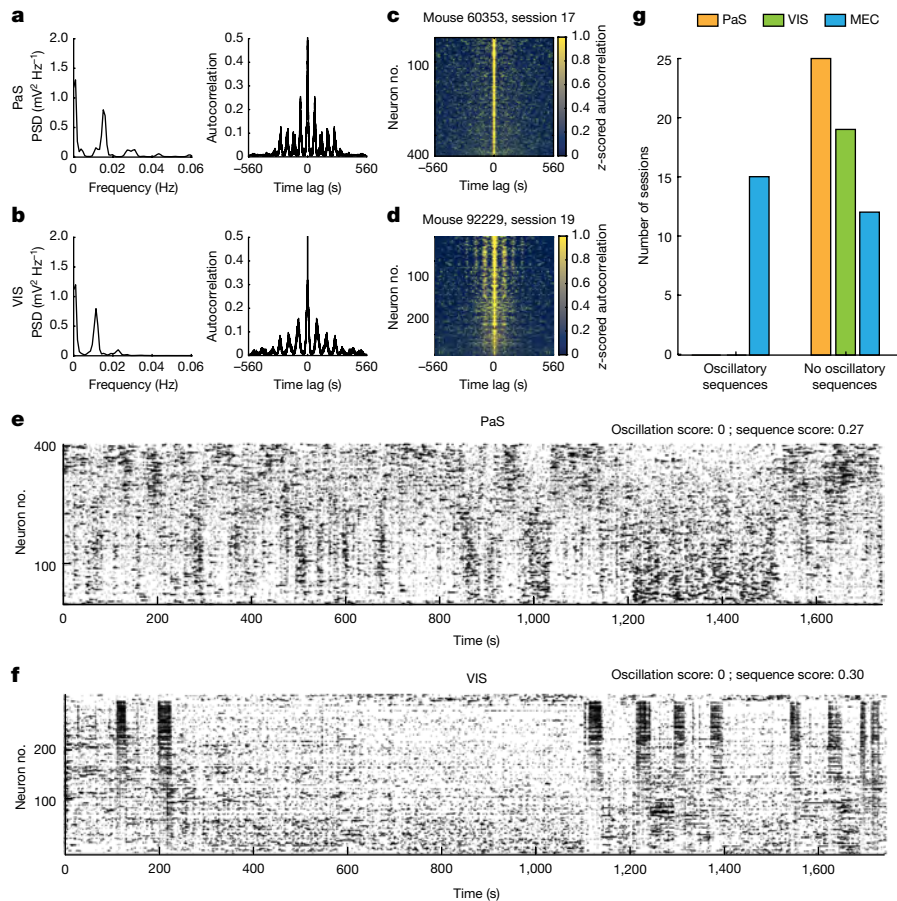 a
PaS
PSD (mV² Hz⁻¹)
2.0
1.5
1.0
0.5
0
0
0.02
0.04
0.06
Frequency (Hz)
Autocorrelation
0.5
0.4
0.3
0.2
0.1
0
−560
0
560
Time lag (s)
c
Mouse 60353, session 17
Neuron no.
100
400
−560
0
560
Time lag (s)
1.0
0.8
0.6
0.4
0.2
0
z-scored autocorrelation
b
VIS
PSD (mV² Hz⁻¹)
2.0
1.5
1.0
0.5
0
0
0.02
0.04
0.06
Frequency (Hz)
Autocorrelation
0.5
0.4
0.3
0.2
0.1
0
−560
0
560
Time lag (s)
d
Mouse 92229, session 19
Neuron no.
100
200
−560
0
560
Time lag (s)
1.0
0.8
0.6
0.4
0.2
0
z-scored autocorrelation
g
PaS
VIS
MEC
Number of sessions
25
20
15
10
5
0
Oscillatory
sequences
No oscillatory
sequences
e
PaS
Oscillation score: 0 ; sequence score: 0.27
Neuron no.
400
100
0
200
400
600
800
1,000
1,200
1,400
1,600
Time (s)
f
VIS
Oscillation score: 0 ; sequence score: 0.30
Neuron no.
200
100
0
200
400
600
800
1,000
1,200
1,400
1,600
Time (s)